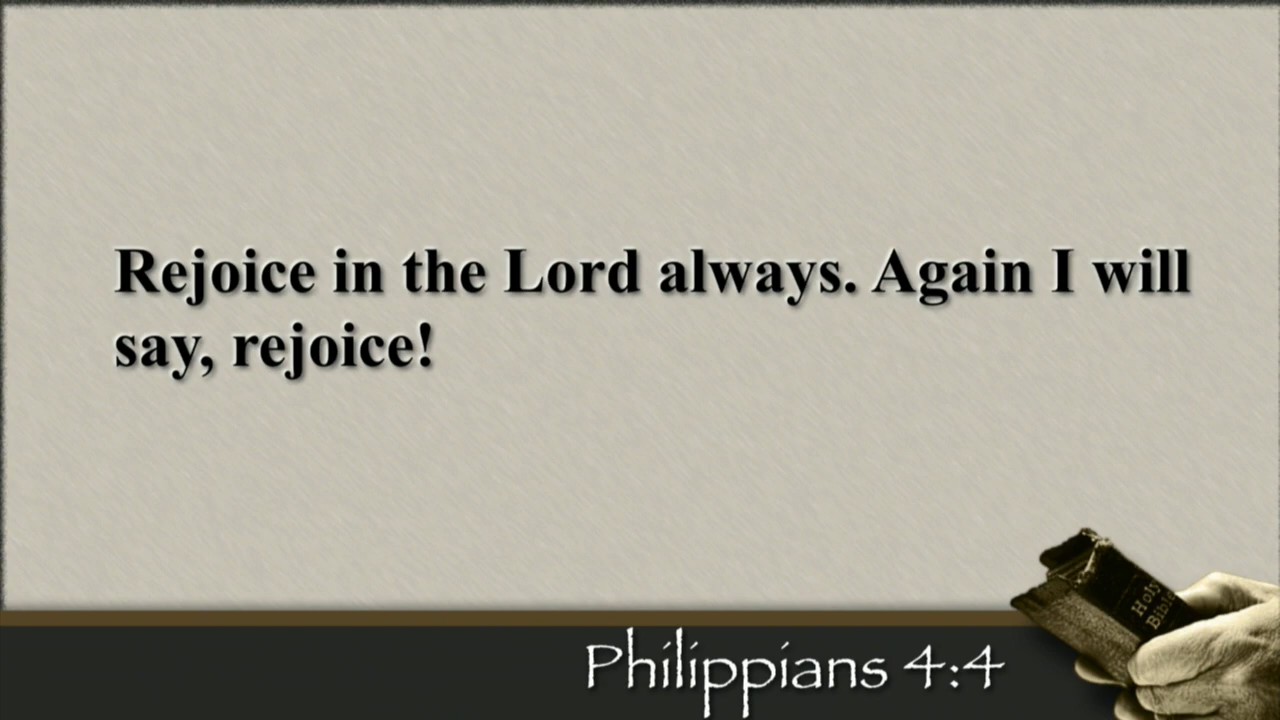 Rejoice in the Lord always. Again I will
say, rejoice!
Holy
Bible
Philippians 4:4